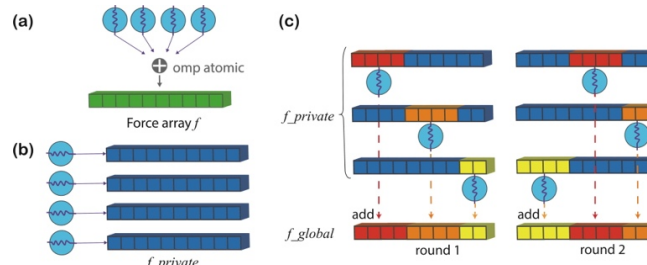 (a)
omp atomic
Force array f
(b)
f_private
(c)
f_private
add
add
f_global
round 1
round 2